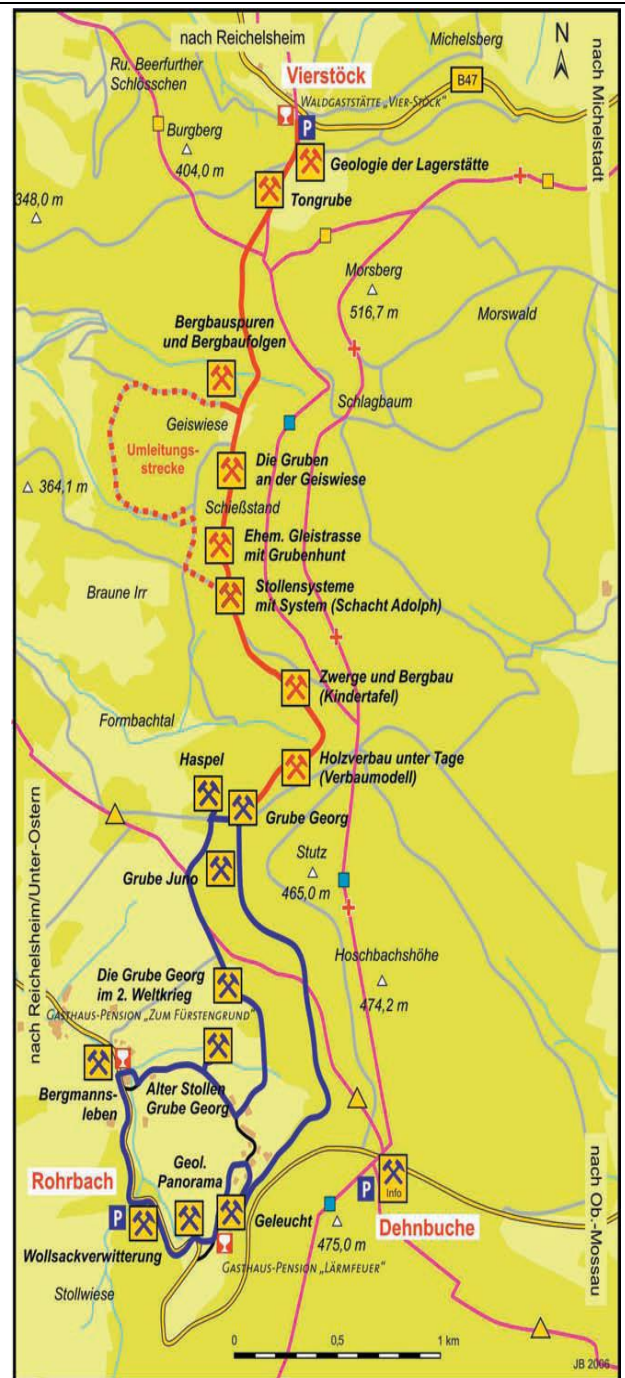 nach Reichelsheim
Michelsberg
N
nach Michelstadt
Ru. Beerfurther
Schlösschen
Vierstöck
B47
WALDGASTSTÄTTE „VIER-STÖCK"
P
Burgberg
404,0 m
Geologie der Lagerstätte
348,0 m
Tongrube
Morsberg
516,7 m
Morswald
Bergbauspuren
und Bergbaufolgen
Schlagbaum
Geiswiese
Umleitungs-
strecke
Die Gruben
an der Geiswiese
364,1 m
Schießstand
Ehem. Gleistrasse
mit Grubenhunt
Braune Irr
Stollensysteme
mit System (Schacht Adolph)
Zwerge und Bergbau
(Kindertafel)
Formbachtal
Haspel
Holzverbau unter Tage
(Verbaumodell)
Grube Georg
nach Reichelsheim/Unter-Ostern
Grube Juno
Stutz
465,0 m
Hoschbachshöhe
474,2 m
Die Grube Georg
im 2. Weltkrieg
GASTHAUS-PENSION „ZUM FÜRSTENGRUND"
Bergmanns-
leben
Alter Stollen
Grube Georg
Rohrbach
Geol.
Panorama
P
Info
P
Geleucht
Dehnbuche
nach Ob.-Mossau
475,0 m
Wollsackverwitterung
GASTHAUS-PENSION „LÄRMFEUER"
Stollwiese
0 0,5 1 km
JB 2006